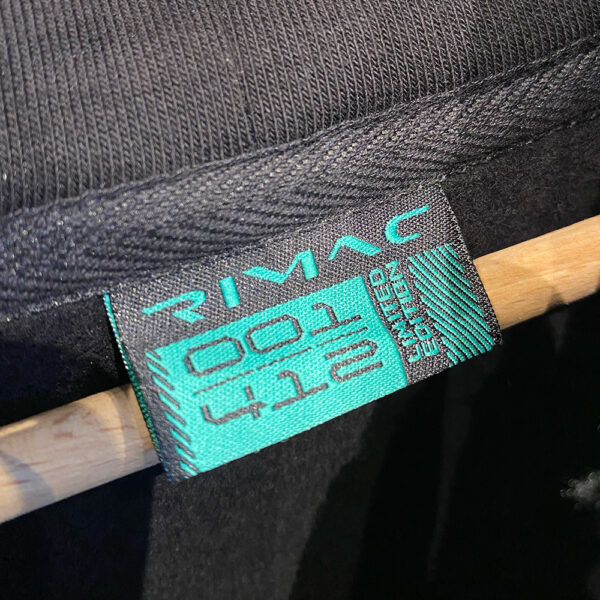 RIMAC
001
412
LIMITED
EDITION